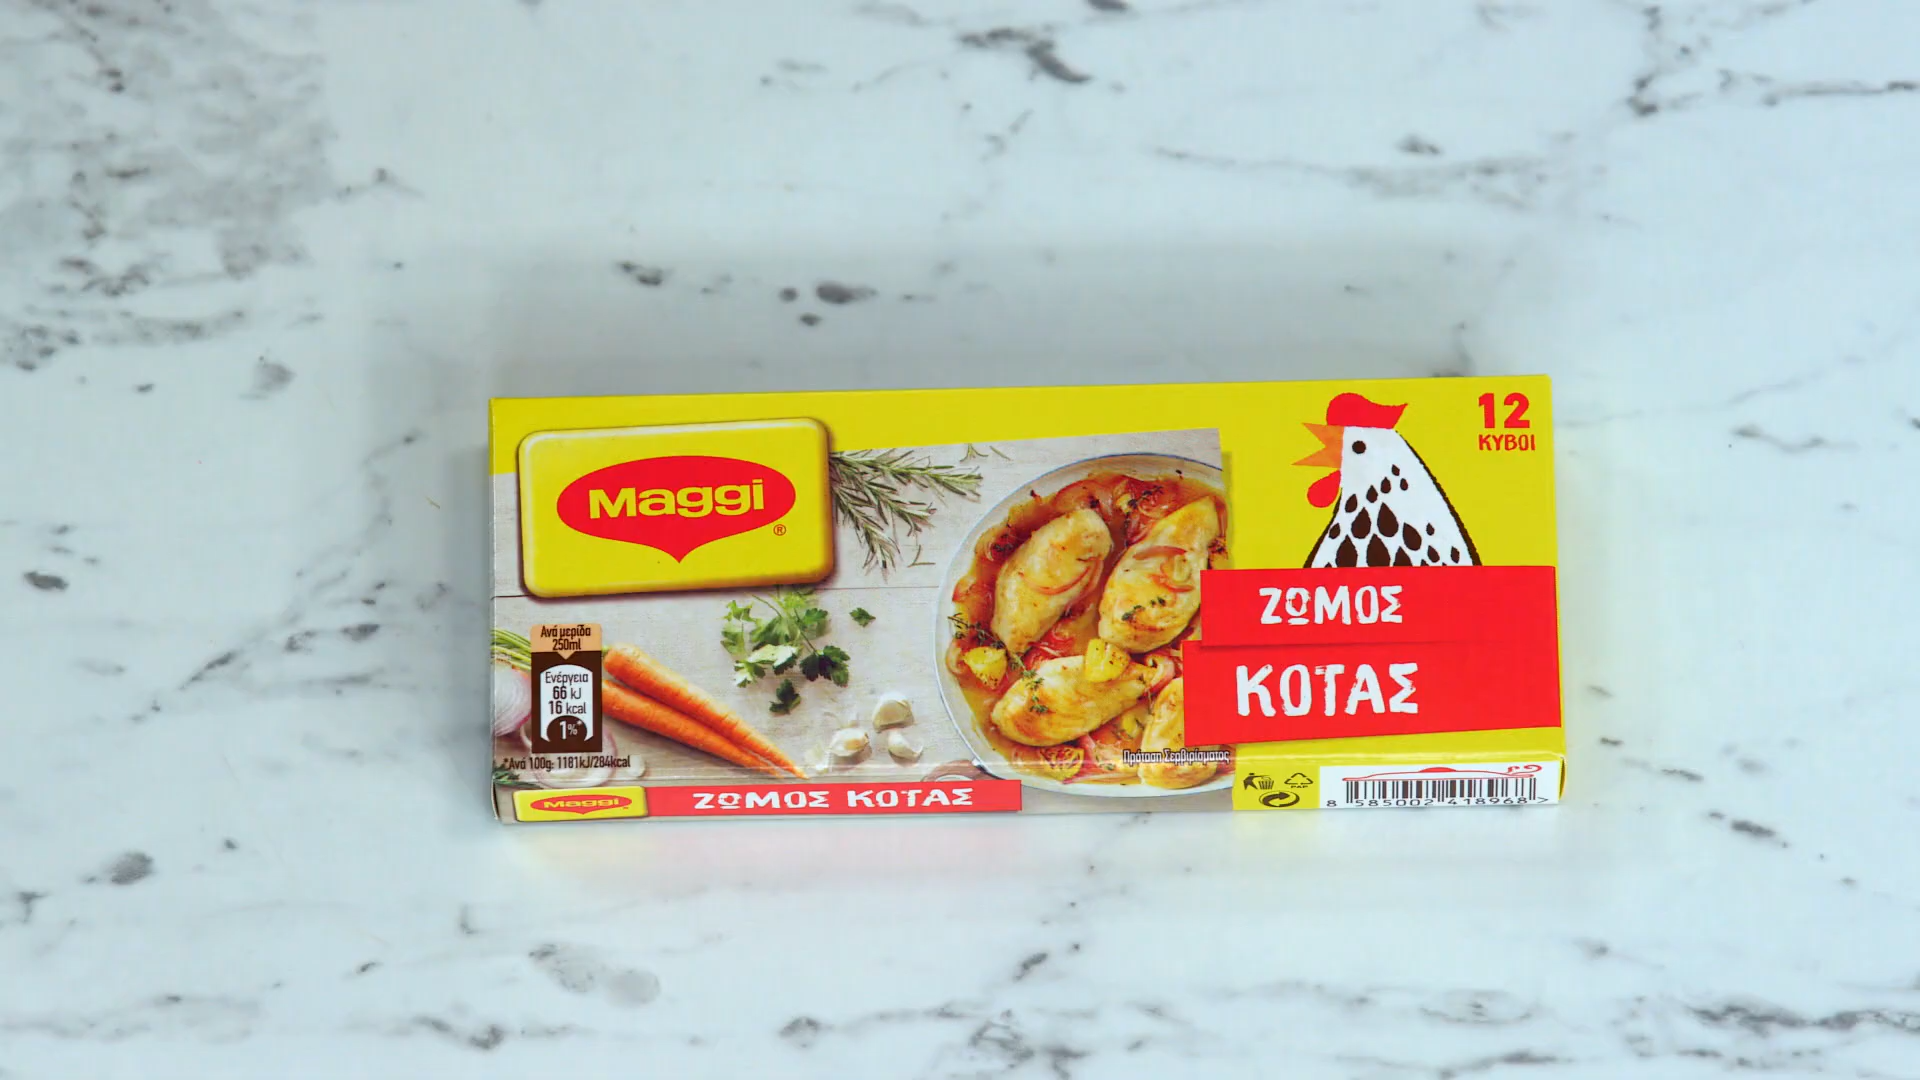 12
ΚΥΒΟΙ
Maggi
®
ΖΩΜΟΣ
ΚΟΤΑΣ
Ανά μερίδα
250ml
Ενέργεια
66 kJ
16 kcal
1%*
*Ανά 100g: 1181kJ/284kcal
Πρόταση Σερβιρίσματος
Maggi
ΖΩΜΟΣ ΚΟΤΑΣ
PAP
8 585002 418968 >